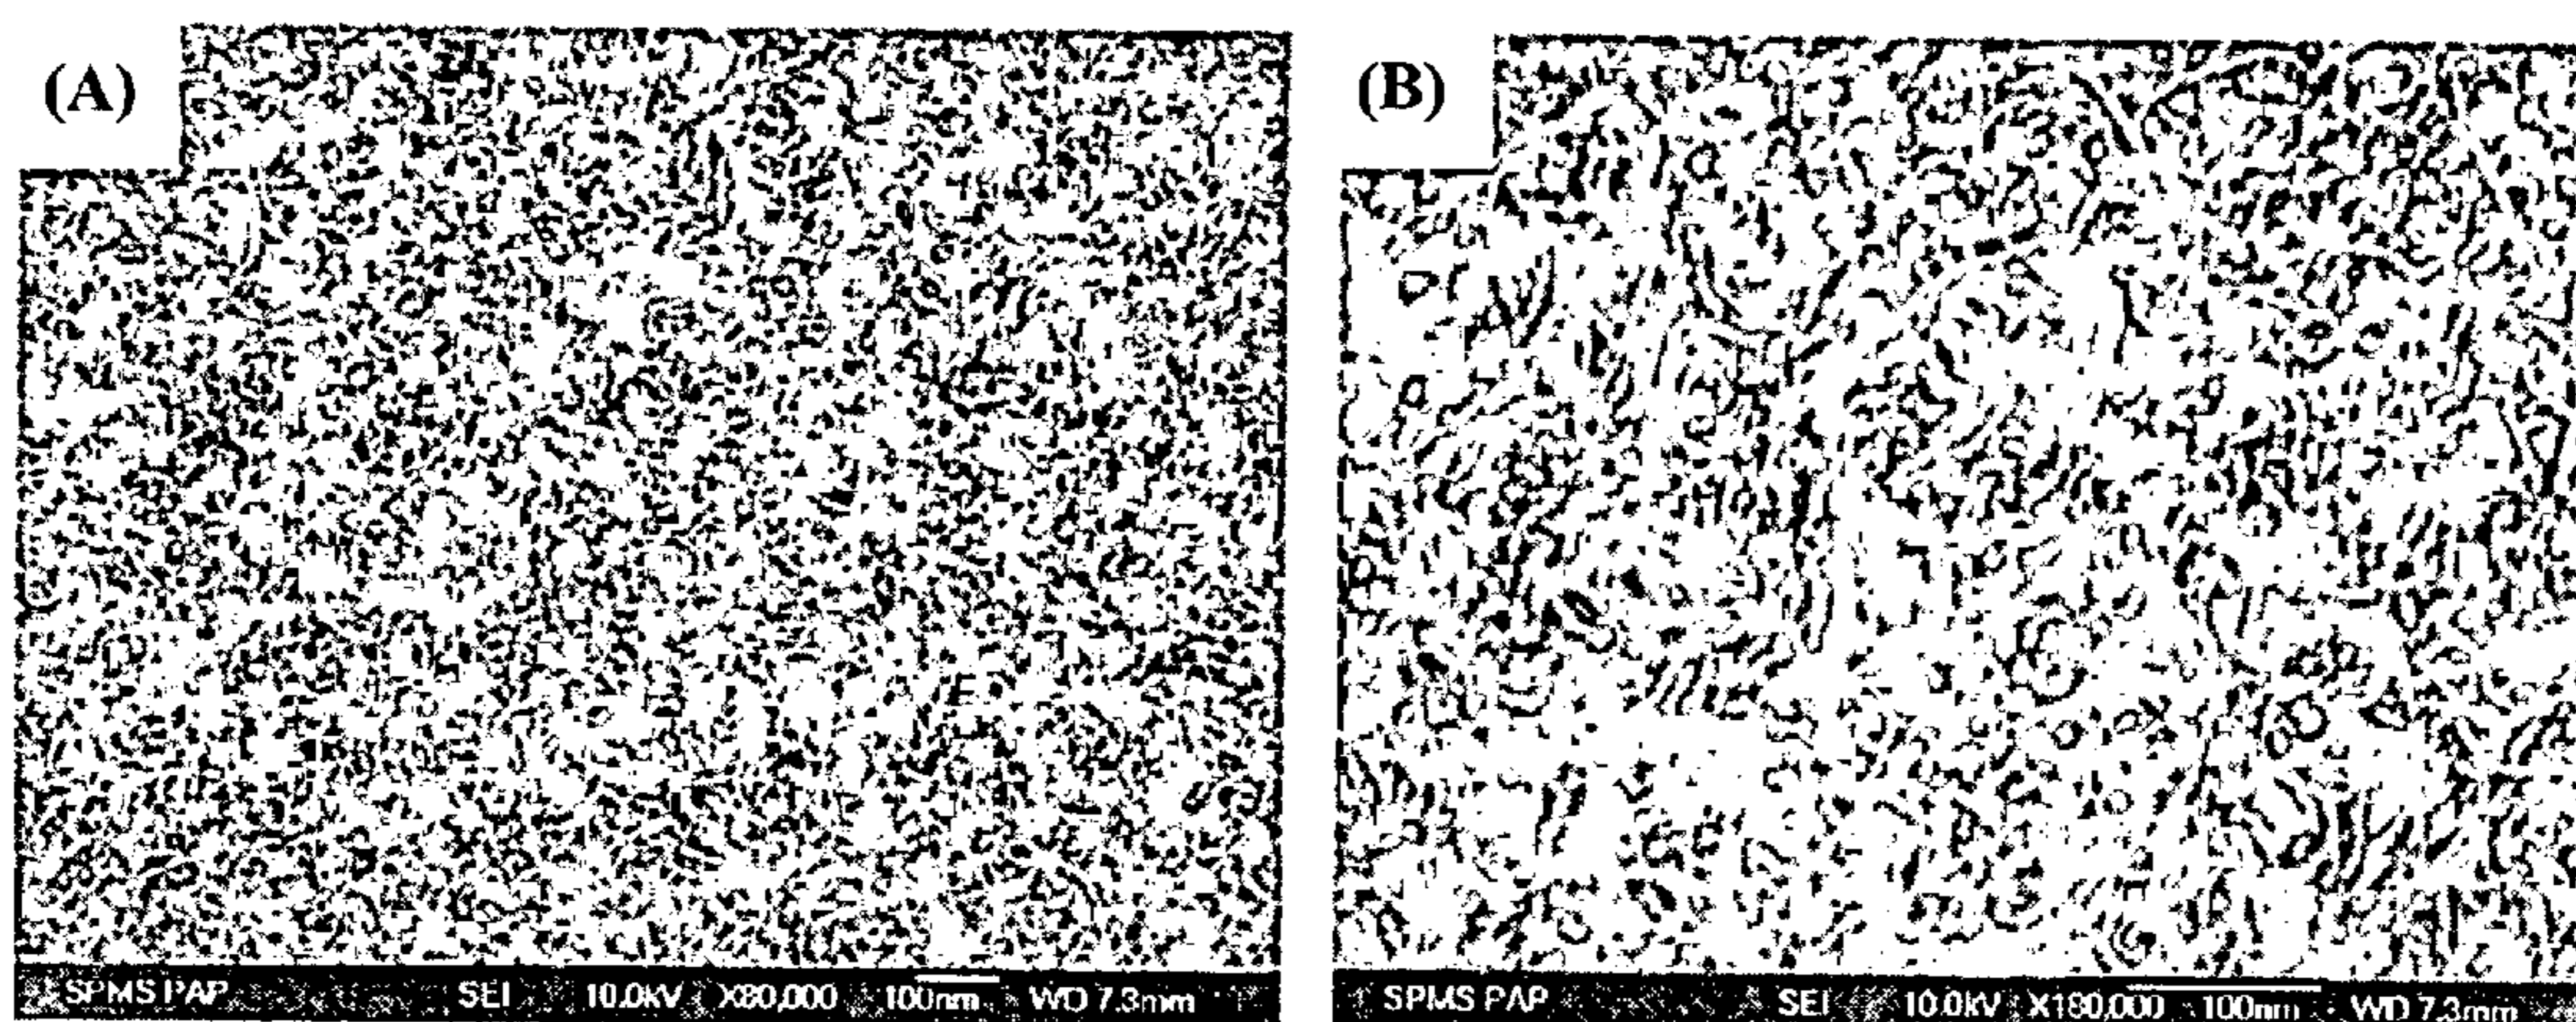 (A)
SPMS PAP SEI 10.0kV X80,000 100nm WD 7.3mm
(B)
SPMS PAP SEI 10.0kV X180,000 100nm WD 7.3mm